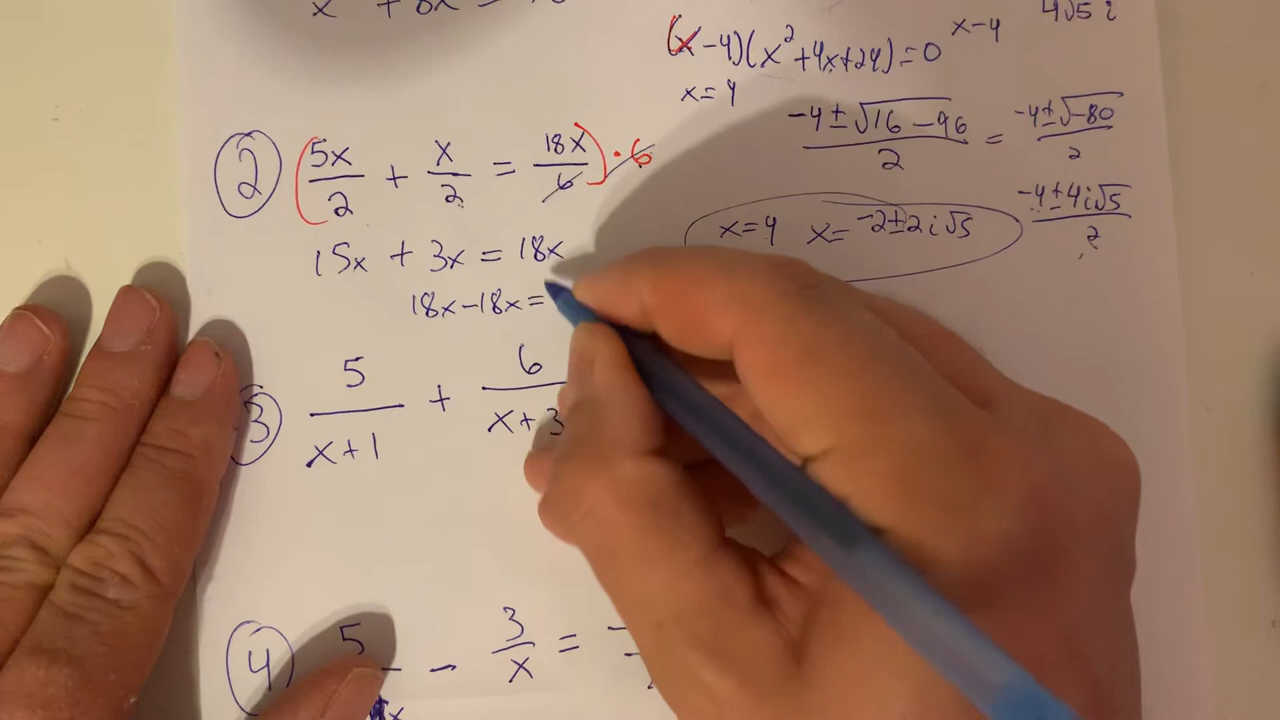 (x-4)(x²+4x+24)=0 x-4 4√5 i
x=4
(-4±√16-96)/2 = (-4±√-80)/2
(-4±4i√5)/2
x=4 x=-2±2i√5
② (5x/2 + x/2 = 18x/6)·6
15x + 3x = 18x
18x-18x=
③ 5/(x+1) + 6/(x+3
④ 5 - 3/x =